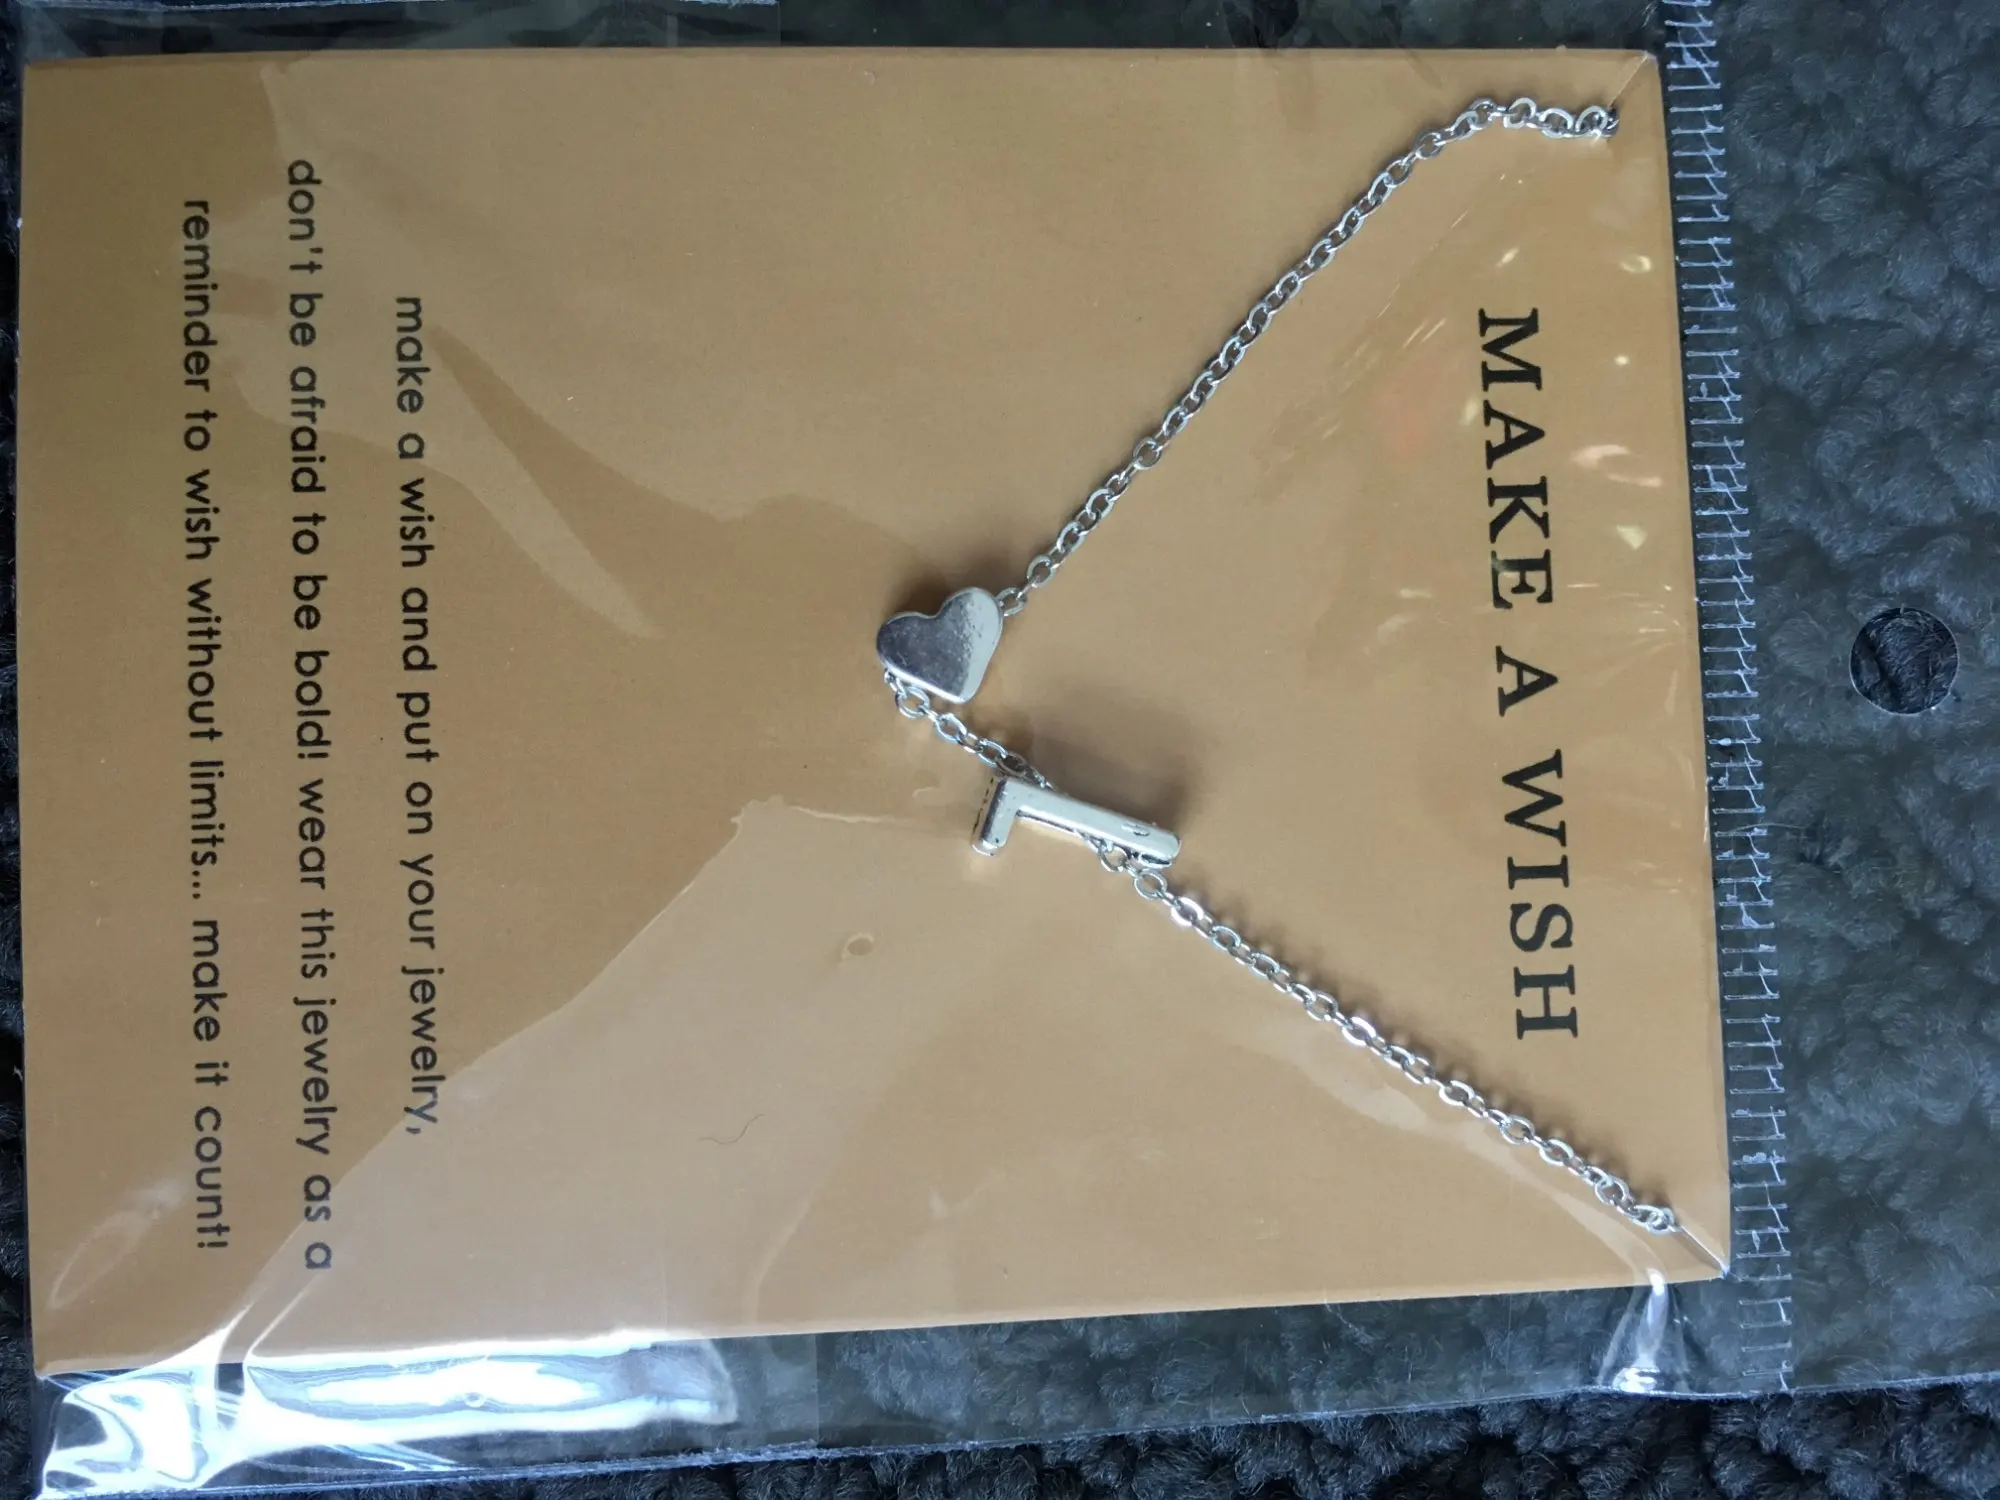 MAKE A WISH
make a wish and put on your jewelry,
don't be afraid to be bold! wear this jewelry as a
reminder to wish without limits... make it count!